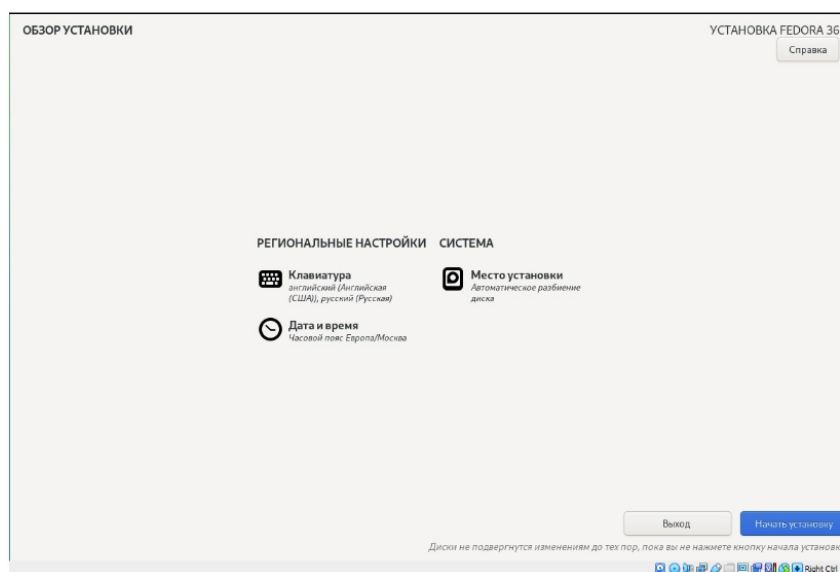 ОБЗОР УСТАНОВКИ
УСТАНОВКА FEDORA 36
Справка
РЕГИОНАЛЬНЫЕ НАСТРОЙКИ
СИСТЕМА
Клавиатура
английский (Английская
(США)), русский (Русская)
Место установки
Автоматическое разбиение
диска
Дата и время
Часовой пояс Европа/Москва
Выход
Начать установку
Диски не подвергнутся изменениям до тех пор, пока вы не нажмете кнопку начала установк
Right Ctrl